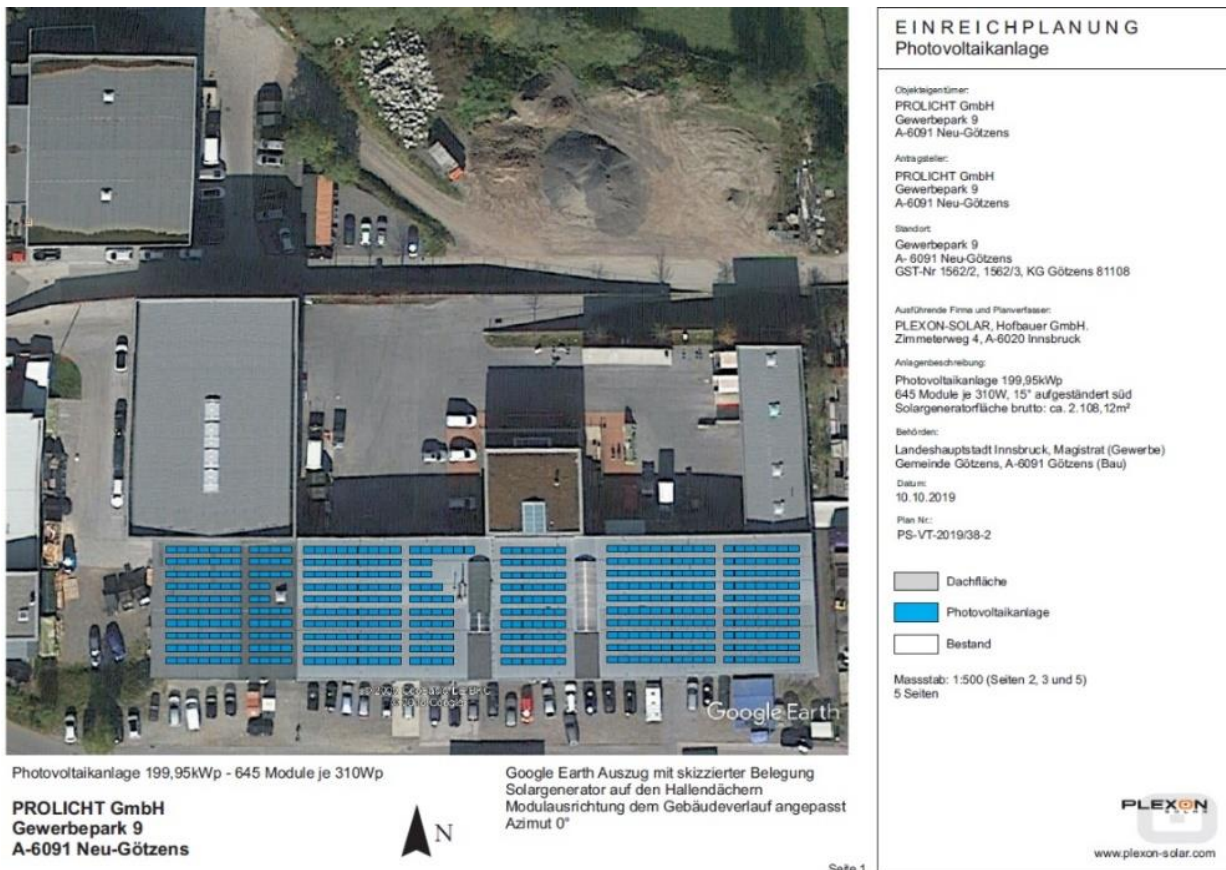 © 2009 GeoBasis-DE/BKG
© 2016 Google
Google Earth
Photovoltaikanlage 199,95kWp - 645 Module je 310Wp
PROLICHT GmbH
Gewerbepark 9
A-6091 Neu-Götzens
N
Google Earth Auszug mit skizzierter Belegung
Solargenerator auf den Hallendächern
Modulausrichtung dem Gebäudeverlauf angepasst
Azimut 0°
Seite 1
EINREICHPLANUNG
Photovoltaikanlage
Objekteigentümer:
PROLICHT GmbH
Gewerbepark 9
A-6091 Neu-Götzens
Antragsteller:
PROLICHT GmbH
Gewerbepark 9
A-6091 Neu-Götzens
Standort:
Gewerbepark 9
A- 6091 Neu-Götzens
GST-Nr 1562/2, 1562/3, KG Götzens 81108
Ausführende Firma und Planverfasser:
PLEXON-SOLAR, Hofbauer GmbH.
Zimmeterweg 4, A-6020 Innsbruck
Anlagenbeschreibung:
Photovoltaikanlage 199,95kWp
645 Module je 310W, 15° aufgeständert süd
Solargeneratorfläche brutto: ca. 2.108,12m²
Behörden:
Landeshauptstadt Innsbruck, Magistrat (Gewerbe)
Gemeinde Götzens, A-6091 Götzens (Bau)
Datum:
10.10.2019
Plan Nr.:
PS-VT-2019/38-2
Dachfläche
Photovoltaikanlage
Bestand
Massstab: 1:500 (Seiten 2, 3 und 5)
5 Seiten
PLEXON
SOLAR
www.plexon-solar.com